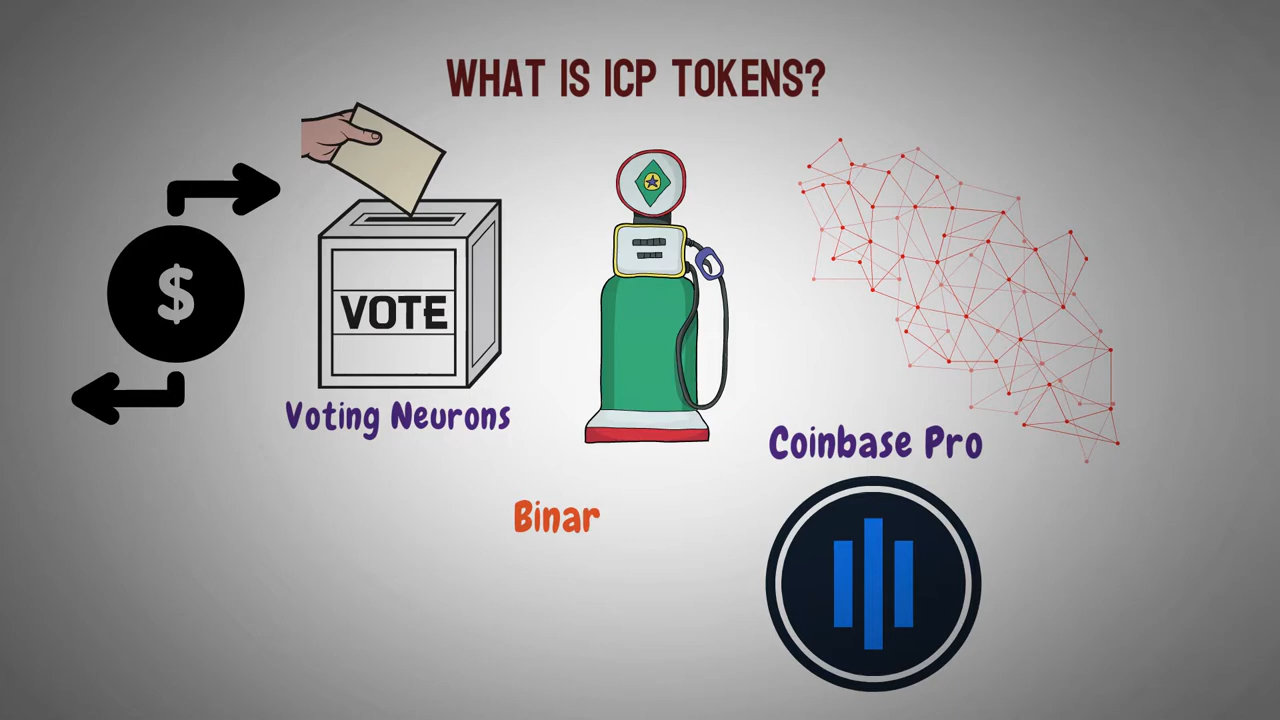 WHAT IS ICP TOKENS?
$
VOTE
Voting Neurons
Coinbase Pro
Binar